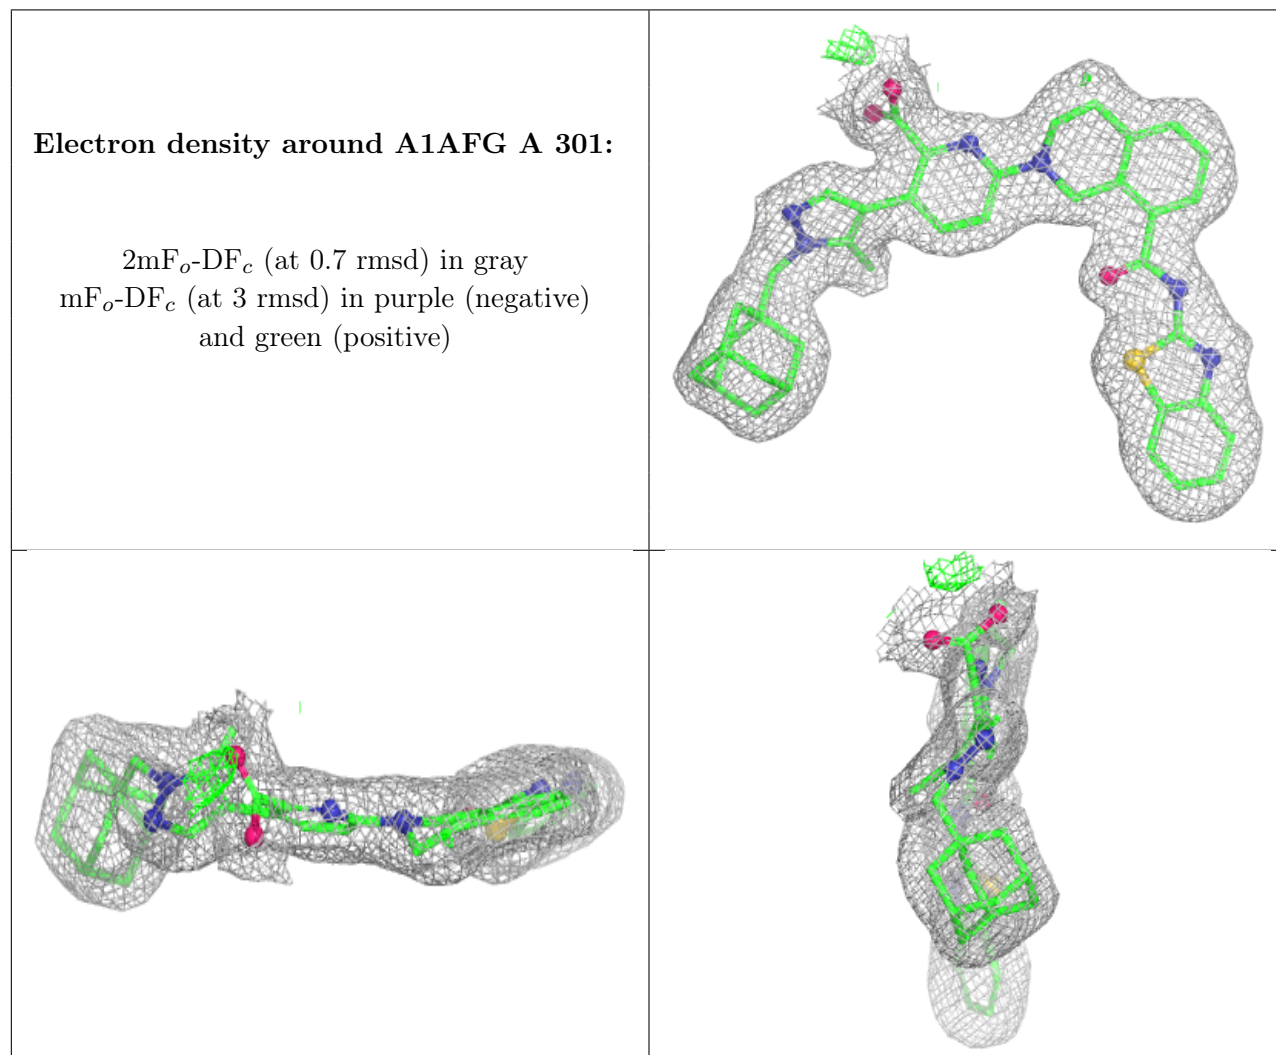 Electron density around A1AFG A 301:
2mFo-DFc (at 0.7 rmsd) in gray
mFo-DFc (at 3 rmsd) in purple (negative)
and green (positive)